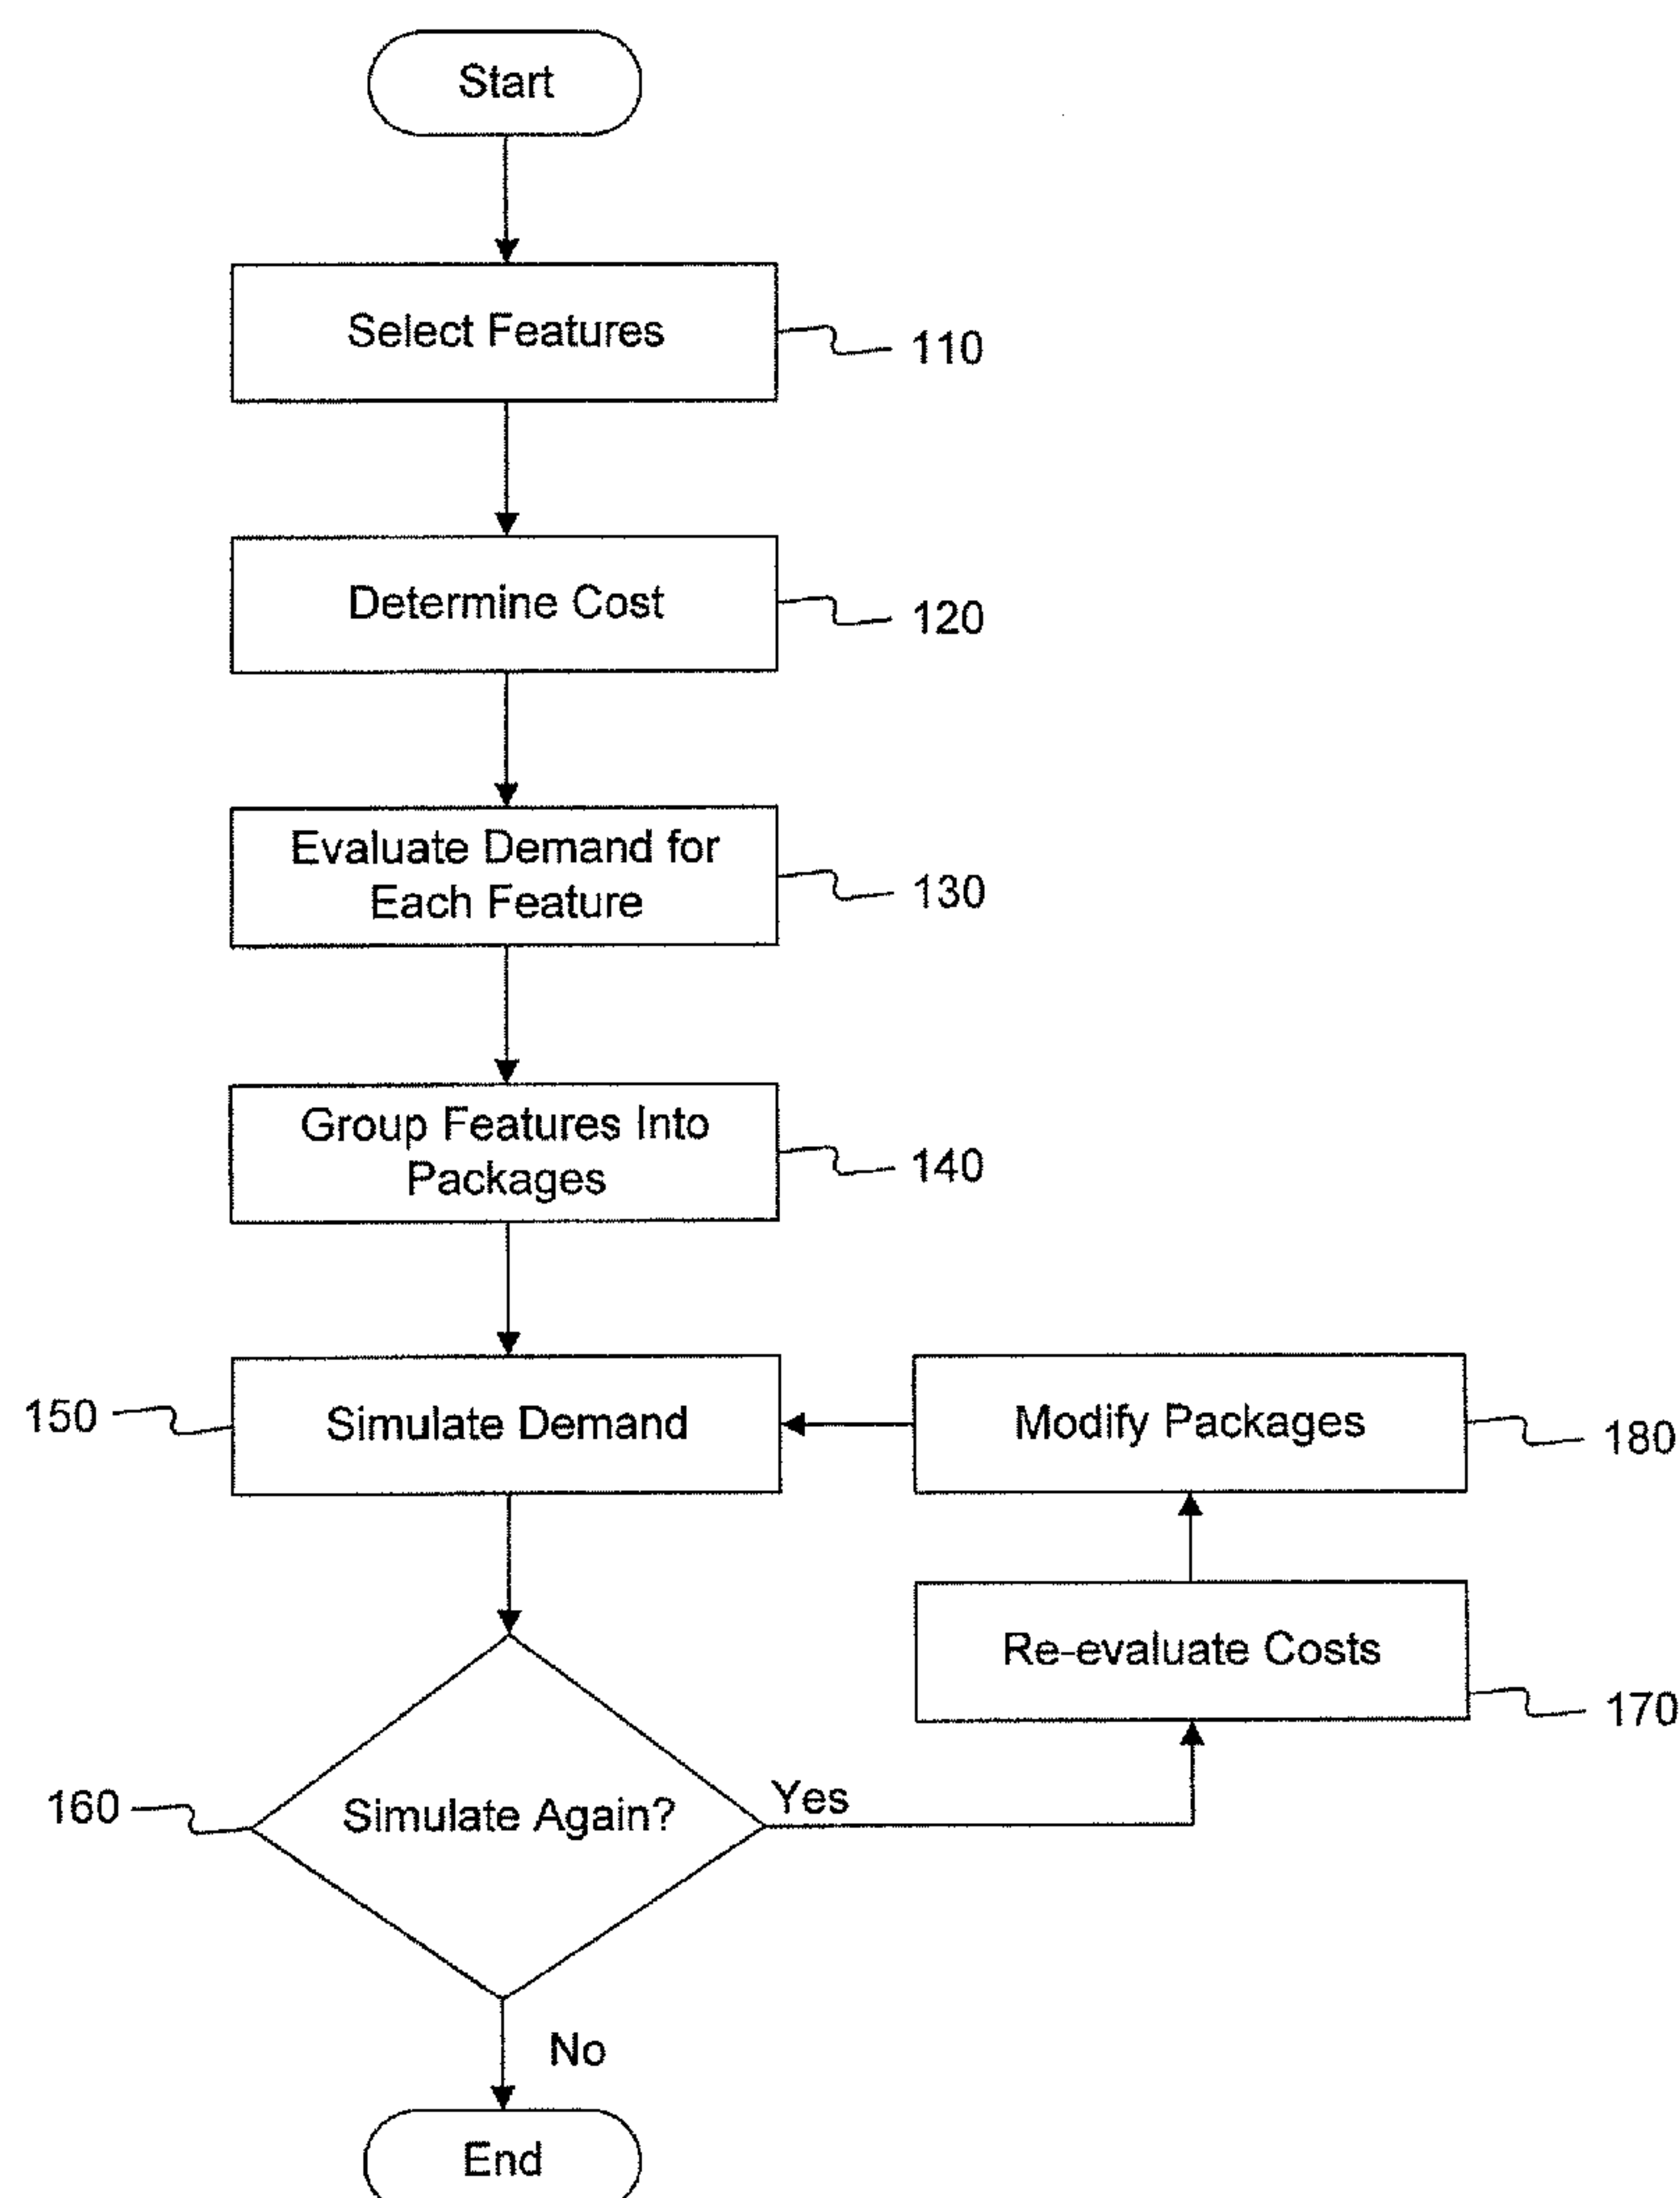 Start
Select Features
110
Determine Cost
120
Evaluate Demand for
Each Feature
130
Group Features Into
Packages
140
150
Simulate Demand
Modify Packages
180
Re-evaluate Costs
170
160
Simulate Again?
Yes
No
End